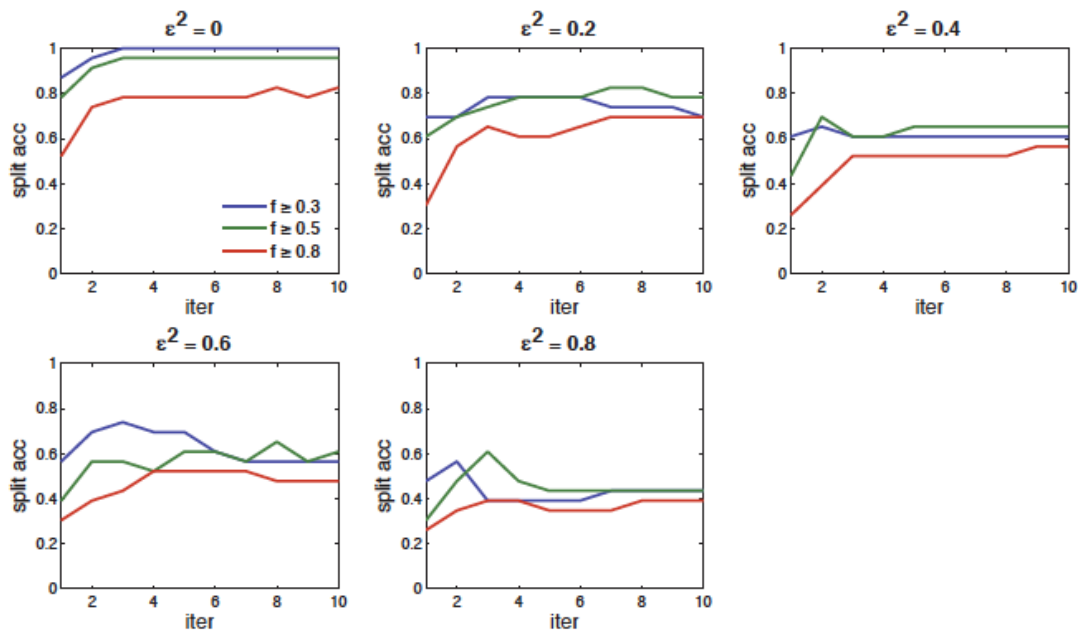 ε² = 0
split acc
1
0.8
0.6
0.4
0.2
0
f ≥ 0.3
f ≥ 0.5
f ≥ 0.8
2 4 6 8 10
iter
ε² = 0.2
split acc
1
0.8
0.6
0.4
0.2
0
2 4 6 8 10
iter
ε² = 0.4
split acc
1
0.8
0.6
0.4
0.2
0
2 4 6 8 10
iter
ε² = 0.6
split acc
1
0.8
0.6
0.4
0.2
0
2 4 6 8 10
iter
ε² = 0.8
split acc
1
0.8
0.6
0.4
0.2
0
2 4 6 8 10
iter